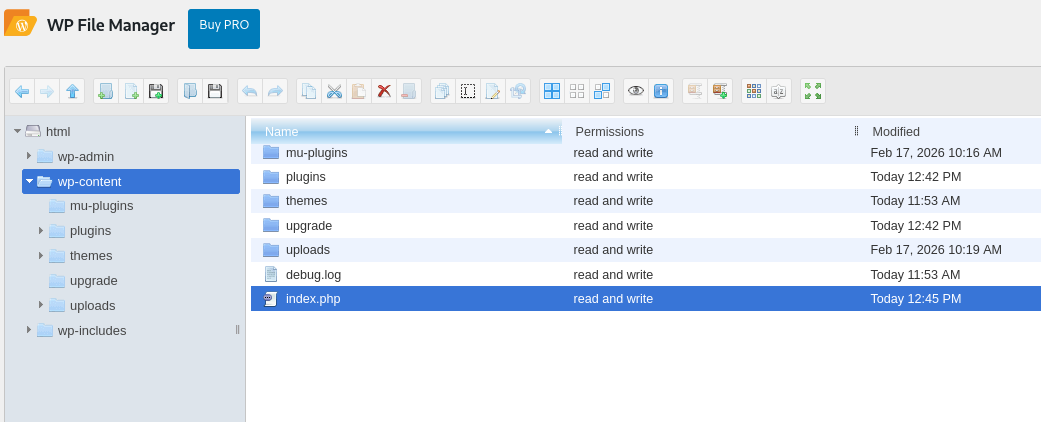 WP File Manager Buy PRO
html
wp-admin
wp-content
mu-plugins
plugins
themes
upgrade
uploads
wp-includes
Name Permissions Modified
mu-plugins read and write Feb 17, 2026 10:16 AM
plugins read and write Today 12:42 PM
themes read and write Today 11:53 AM
upgrade read and write Today 12:42 PM
uploads read and write Feb 17, 2026 10:19 AM
debug.log read and write Today 11:53 AM
index.php read and write Today 12:45 PM